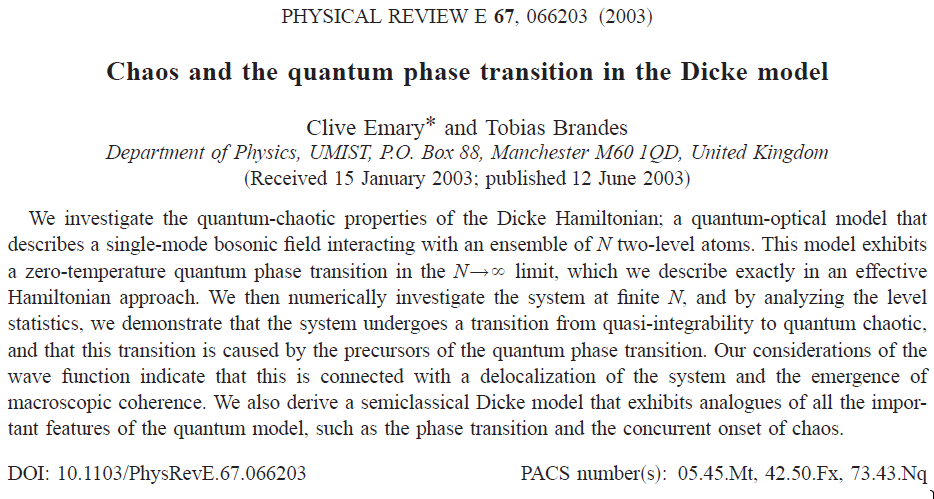 PHYSICAL REVIEW E 67, 066203 (2003)
Chaos and the quantum phase transition in the Dicke model
Clive Emary* and Tobias Brandes
Department of Physics, UMIST, P.O. Box 88, Manchester M60 1QD, United Kingdom
(Received 15 January 2003; published 12 June 2003)
We investigate the quantum-chaotic properties of the Dicke Hamiltonian; a quantum-optical model that
describes a single-mode bosonic field interacting with an ensemble of N two-level atoms. This model exhibits
a zero-temperature quantum phase transition in the N→∞ limit, which we describe exactly in an effective
Hamiltonian approach. We then numerically investigate the system at finite N, and by analyzing the level
statistics, we demonstrate that the system undergoes a transition from quasi-integrability to quantum chaotic,
and that this transition is caused by the precursors of the quantum phase transition. Our considerations of the
wave function indicate that this is connected with a delocalization of the system and the emergence of
macroscopic coherence. We also derive a semiclassical Dicke model that exhibits analogues of all the impor-
tant features of the quantum model, such as the phase transition and the concurrent onset of chaos.
DOI: 10.1103/PhysRevE.67.066203 PACS number(s): 05.45.Mt, 42.50.Fx, 73.43.Nq